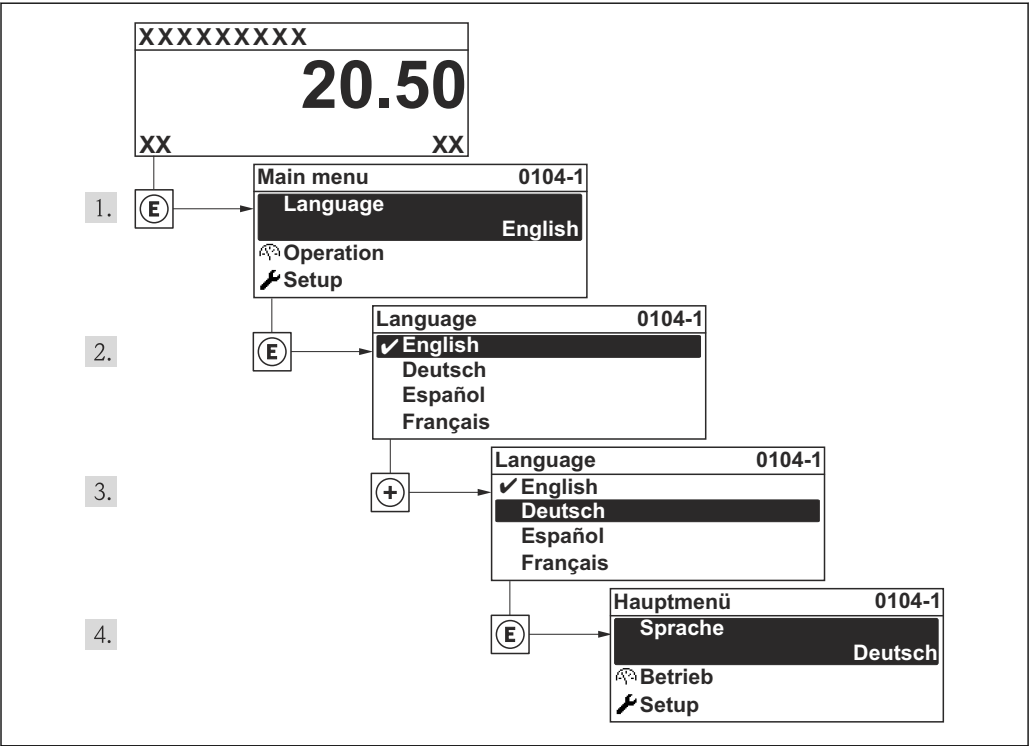 XXXXXXXXX
20.50
XX XX
1. E
Main menu 0104-1
Language
English
Operation
Setup
2. E
Language 0104-1
✔English
Deutsch
Español
Français
3. +
Language 0104-1
✔English
Deutsch
Español
Français
4. E
Hauptmenü 0104-1
Sprache
Deutsch
Betrieb
Setup